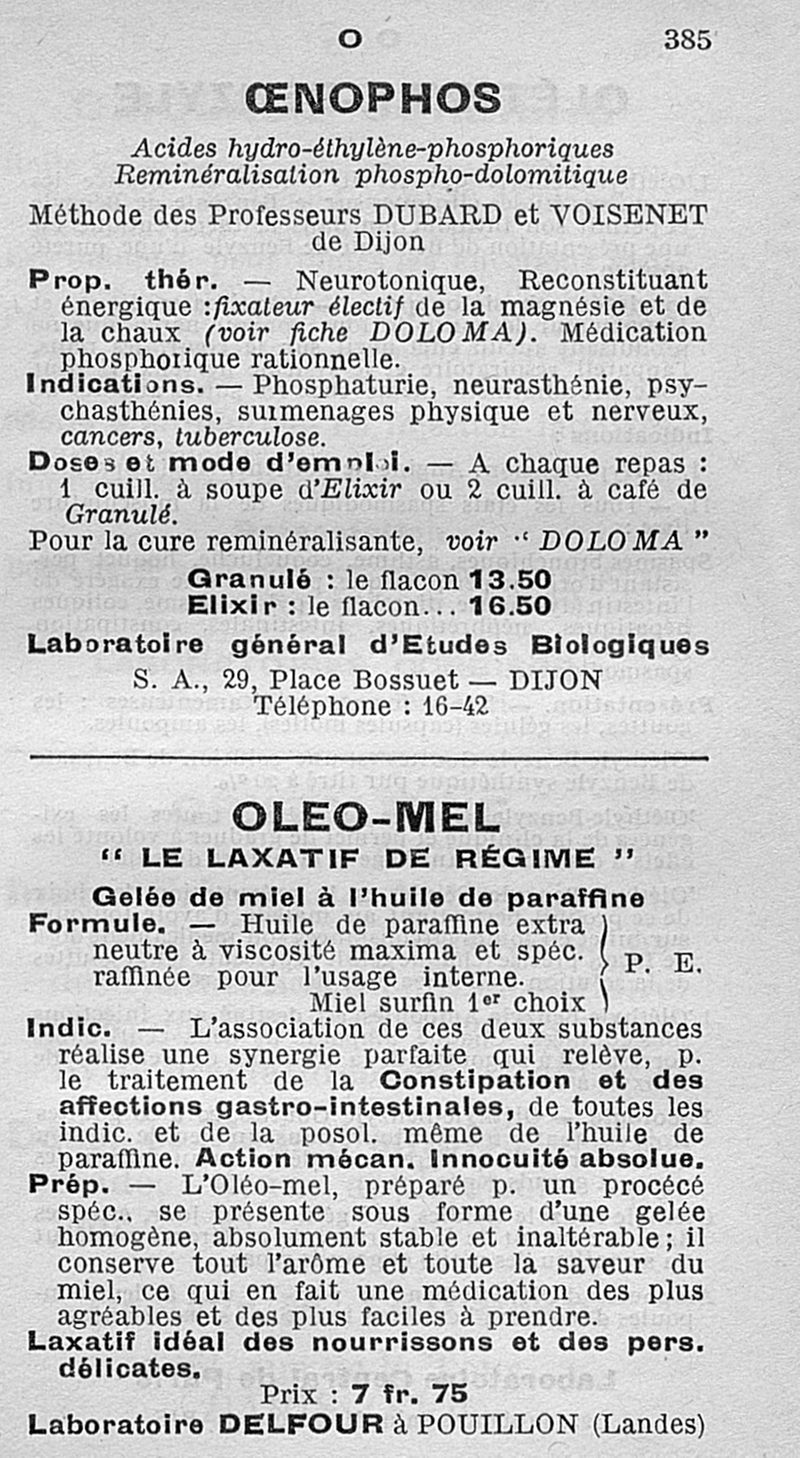 O 385
ŒNOPHOS
Acides hydro-éthylène-phosphoriques
Reminéralisation phospho-dolomitique
Méthode des Professeurs DUBARD et VOISENET
de Dijon
Prop. thér. — Neurotonique, Reconstituant
énergique : fixateur électif de la magnésie et de
la chaux (voir fiche DOLOMA). Médication
phosphorique rationnelle.
Indications. — Phosphaturie, neurasthénie, psy-
chasthénies, surmenages physique et nerveux,
cancers, tuberculose.
Doses et mode d'emploi. — A chaque repas :
1 cuill. à soupe d'Elixir ou 2 cuill. à café de
Granulé.
Pour la cure reminéralisante, voir “ DOLOMA ”
Granulé : le flacon 13.50
Elixir : le flacon... 16.50
Laboratoire général d'Etudes Biologiques
S. A., 29, Place Bossuet — DIJON
Téléphone : 16-42
OLEO-MEL
“ LE LAXATIF DE RÉGIME ”
Gelée de miel à l'huile de paraffine
Formule. — Huile de paraffine extra
neutre à viscosité maxima et spéc.
raffinée pour l'usage interne. } P. E.
Miel surfin 1er choix
Indic. — L'association de ces deux substances
réalise une synergie parfaite qui relève, p.
le traitement de la Constipation et des
affections gastro-intestinales, de toutes les
indic. et de la posol. même de l'huile de
paraffine. Action mécan. Innocuité absolue.
Prép. — L'Oléo-mel, préparé p. un procécé
spéc., se présente sous forme d'une gelée
homogène, absolument stable et inaltérable ; il
conserve tout l'arôme et toute la saveur du
miel, ce qui en fait une médication des plus
agréables et des plus faciles à prendre.
Laxatif idéal des nourrissons et des pers.
délicates.
Prix : 7 fr. 75
Laboratoire DELFOUR à POUILLON (Landes)